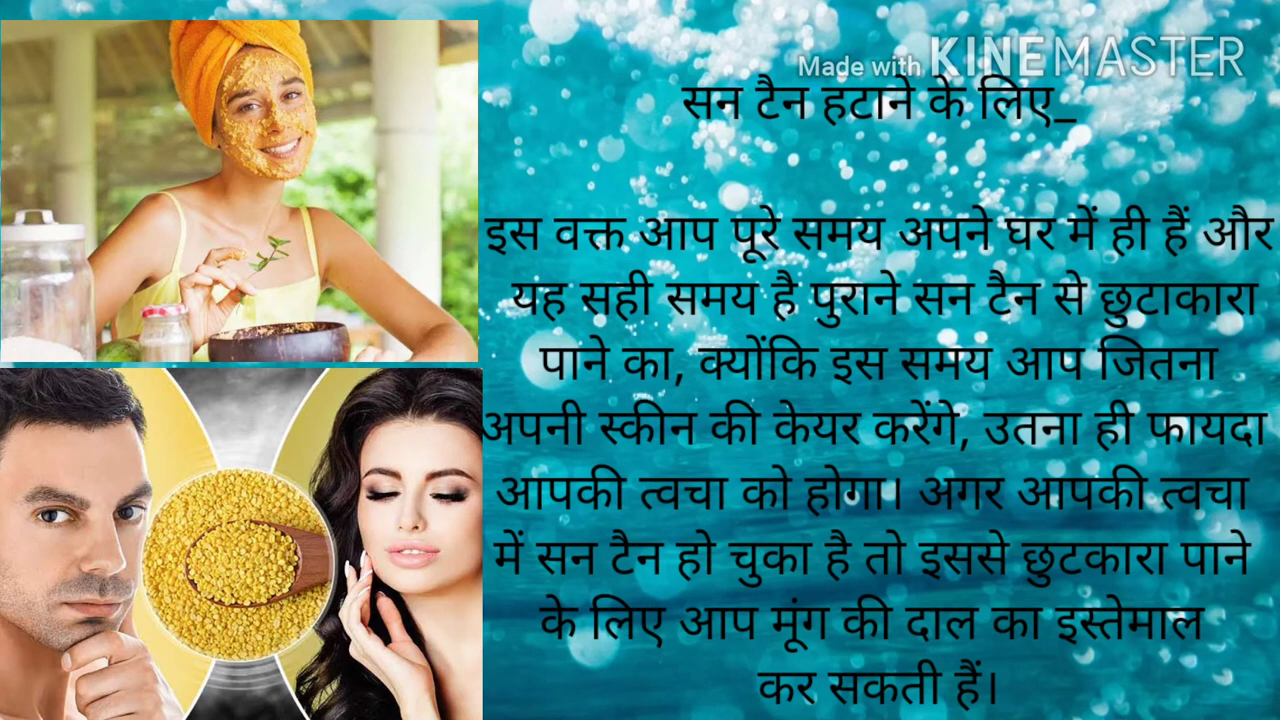 Made with KINEMASTER
सन टैन हटाने के लिए_
इस वक्त आप पूरे समय अपने घर में ही हैं और
यह सही समय है पुराने सन टैन से छुटाकारा
पाने का, क्योंकि इस समय आप जितना
अपनी स्कीन की केयर करेंगे, उतना ही फायदा
आपकी त्वचा को होगा। अगर आपकी त्वचा
में सन टैन हो चुका है तो इससे छुटकारा पाने
के लिए आप मूंग की दाल का इस्तेमाल
कर सकती हैं।